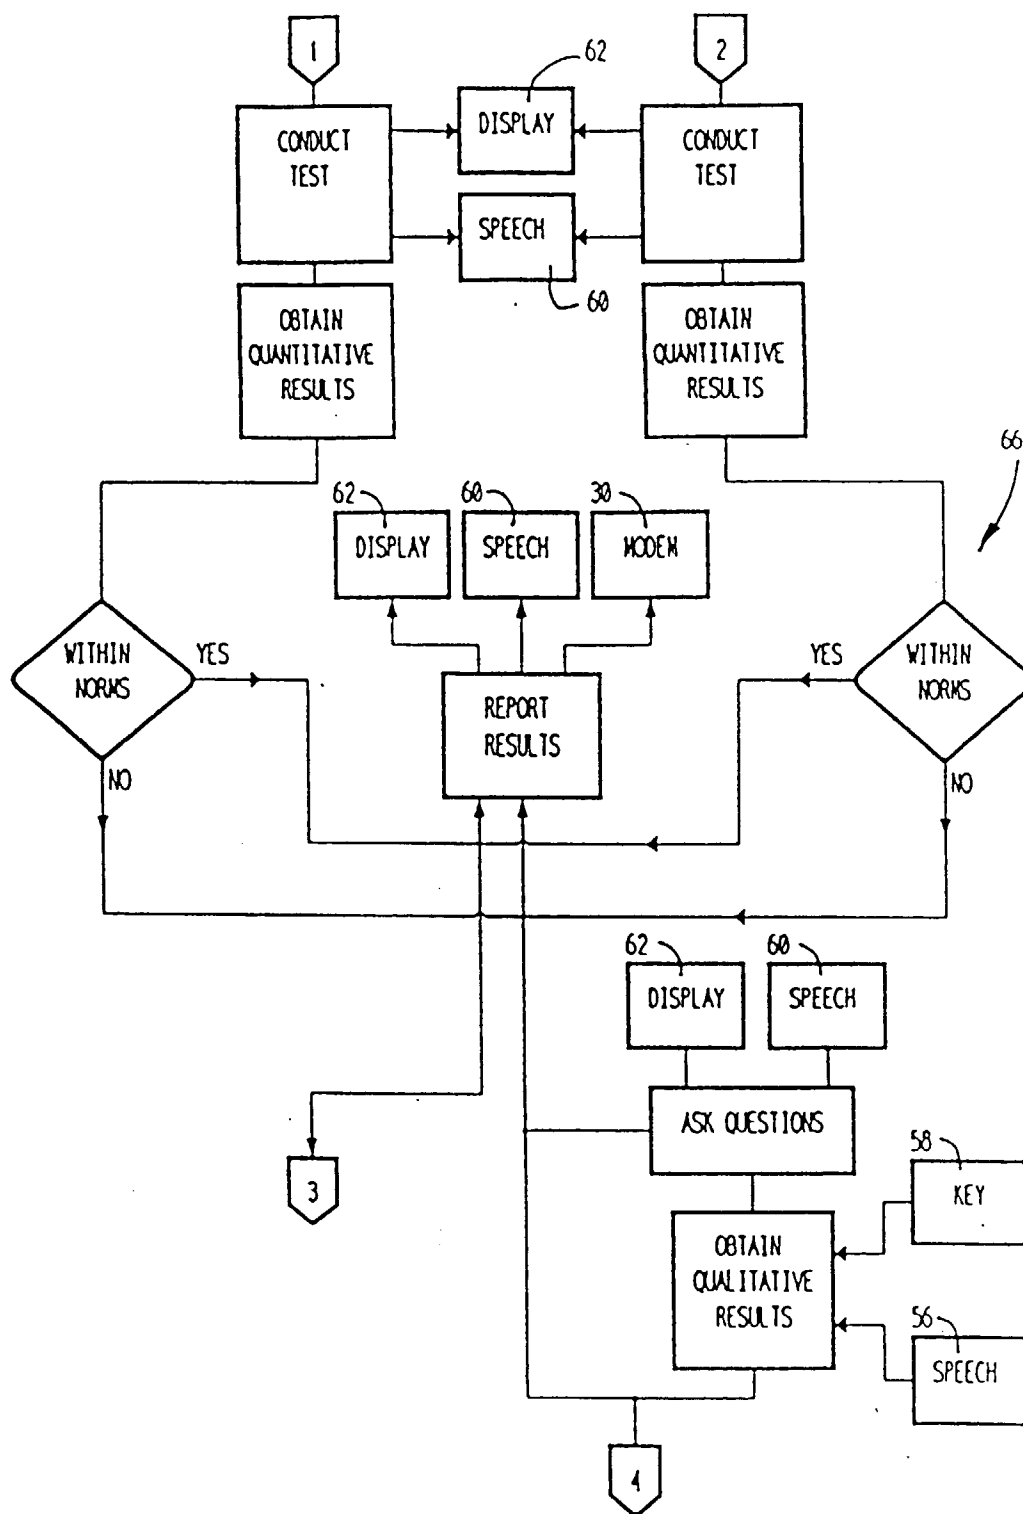 1
2
62
DISPLAY
CONDUCT
TEST
CONDUCT
TEST
SPEECH
60
OBTAIN
QUANTITATIVE
RESULTS
OBTAIN
QUANTITATIVE
RESULTS
66
62
60
30
DISPLAY
SPEECH
MODEM
WITHIN
NORMS
YES
NO
REPORT
RESULTS
YES
WITHIN
NORMS
NO
62
60
DISPLAY
SPEECH
ASK QUESTIONS
3
58
KEY
OBTAIN
QUALITATIVE
RESULTS
56
SPEECH
4